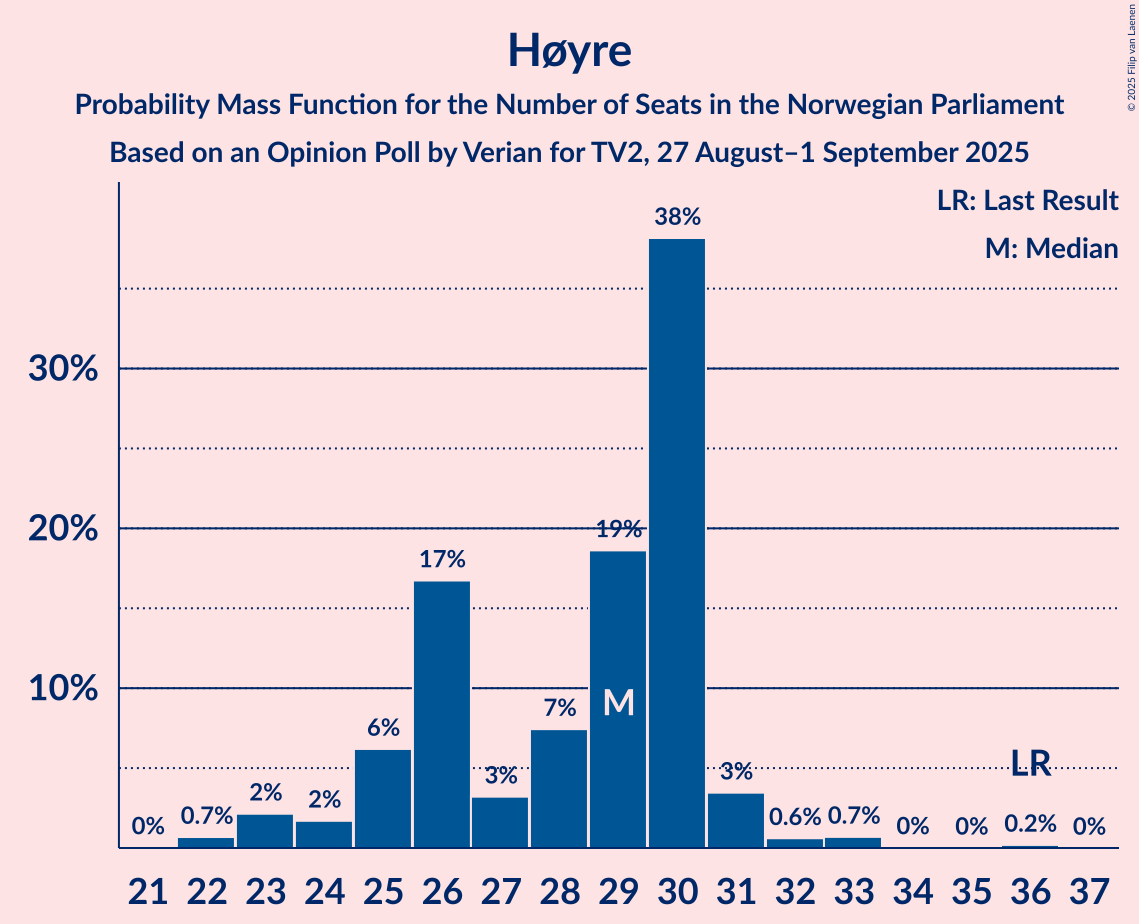 Høyre
Probability Mass Function for the Number of Seats in the Norwegian Parliament
Based on an Opinion Poll by Verian for TV2, 27 August–1 September 2025
© 2025 Filip van Laenen
LR: Last Result
M: Median
38%
30%
20%
19%
17%
10%
M
7%
6%
3%
3%
LR
2%
2%
0%
0.7%
0.6%
0.7%
0%
0%
0.2%
0%
21 22 23 24 25 26 27 28 29 30 31 32 33 34 35 36 37